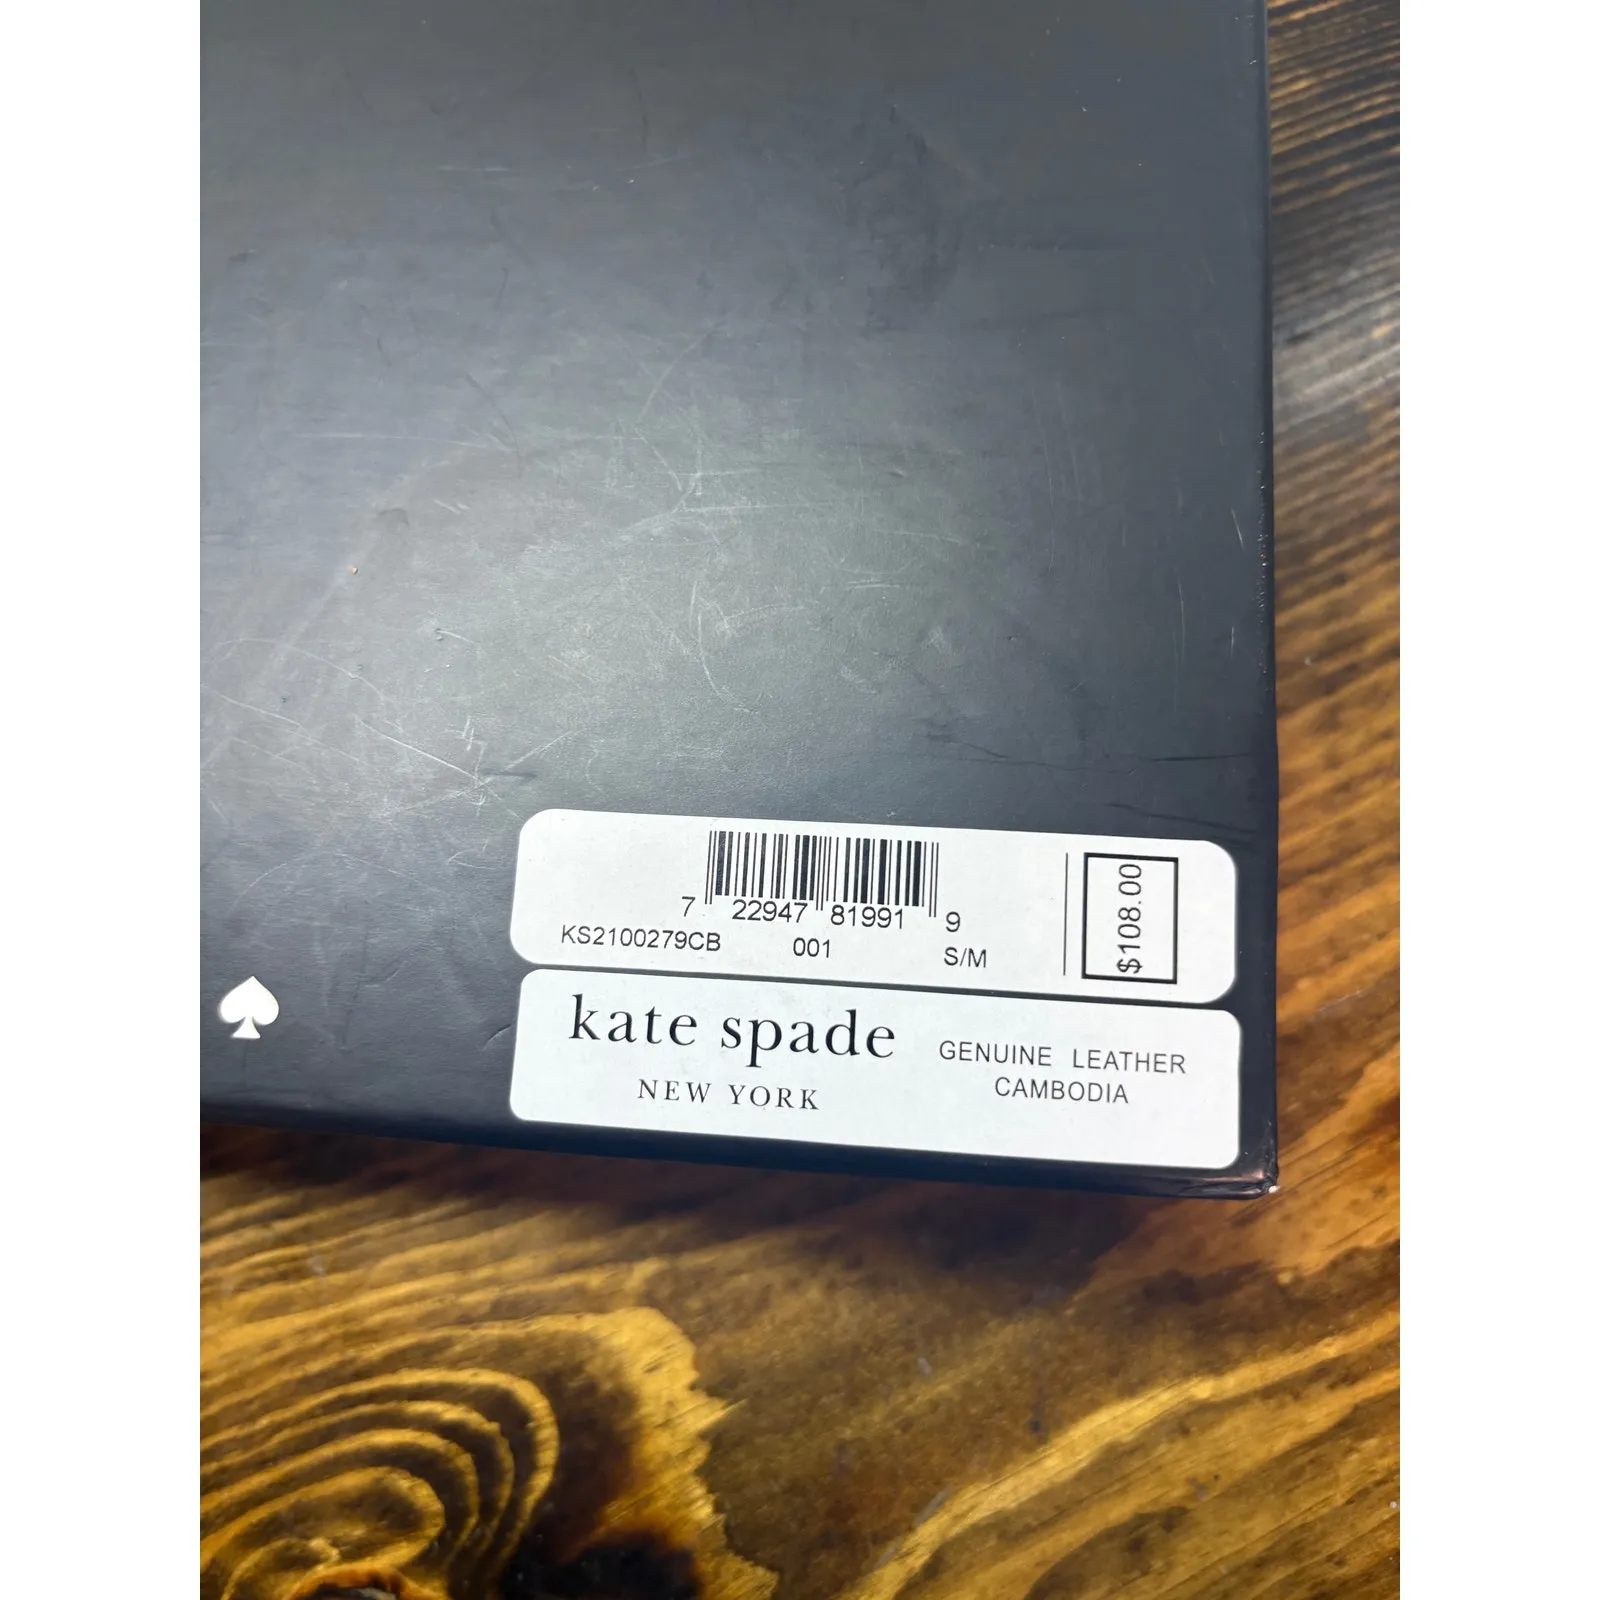 7 22947 81991 9
KS2100279CB 001 S/M
$108.00
kate spade
NEW YORK
GENUINE LEATHER
CAMBODIA